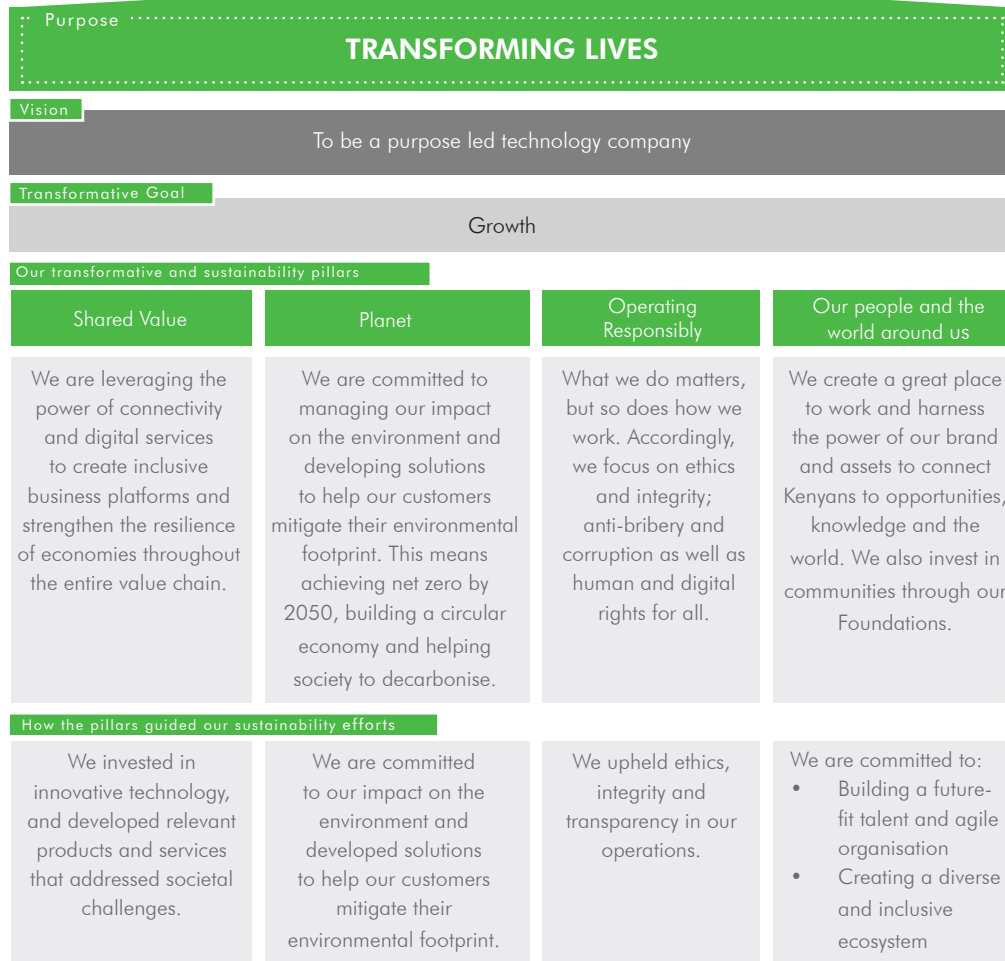 Purpose
TRANSFORMING LIVES
Vision
To be a purpose led technology company
Transformative Goal
Growth
Our transformative and sustainability pillars
Shared Value
We are leveraging the
power of connectivity
and digital services
to create inclusive
business platforms and
strengthen the resilience
of economies throughout
the entire value chain.
Planet
We are committed to
managing our impact
on the environment and
developing solutions
to help our customers
mitigate their environmental
footprint. This means
achieving net zero by
2050, building a circular
economy and helping
society to decarbonise.
Operating
Responsibly
What we do matters,
but so does how we
work. Accordingly,
we focus on ethics
and integrity;
anti-bribery and
corruption as well as
human and digital
rights for all.
Our people and the
world around us
We create a great place
to work and harness
the power of our brand
and assets to connect
Kenyans to opportunities,
knowledge and the
world. We also invest in
communities through our
Foundations.
How the pillars guided our sustainability efforts
We invested in
innovative technology,
and developed relevant
products and services
that addressed societal
challenges.
We are committed
to our impact on the
environment and
developed solutions
to help our customers
mitigate their
environmental footprint.
We upheld ethics,
integrity and
transparency in our
operations.
We are committed to:
• Building a future-
fit talent and agile
organisation
• Creating a diverse
and inclusive
ecosystem